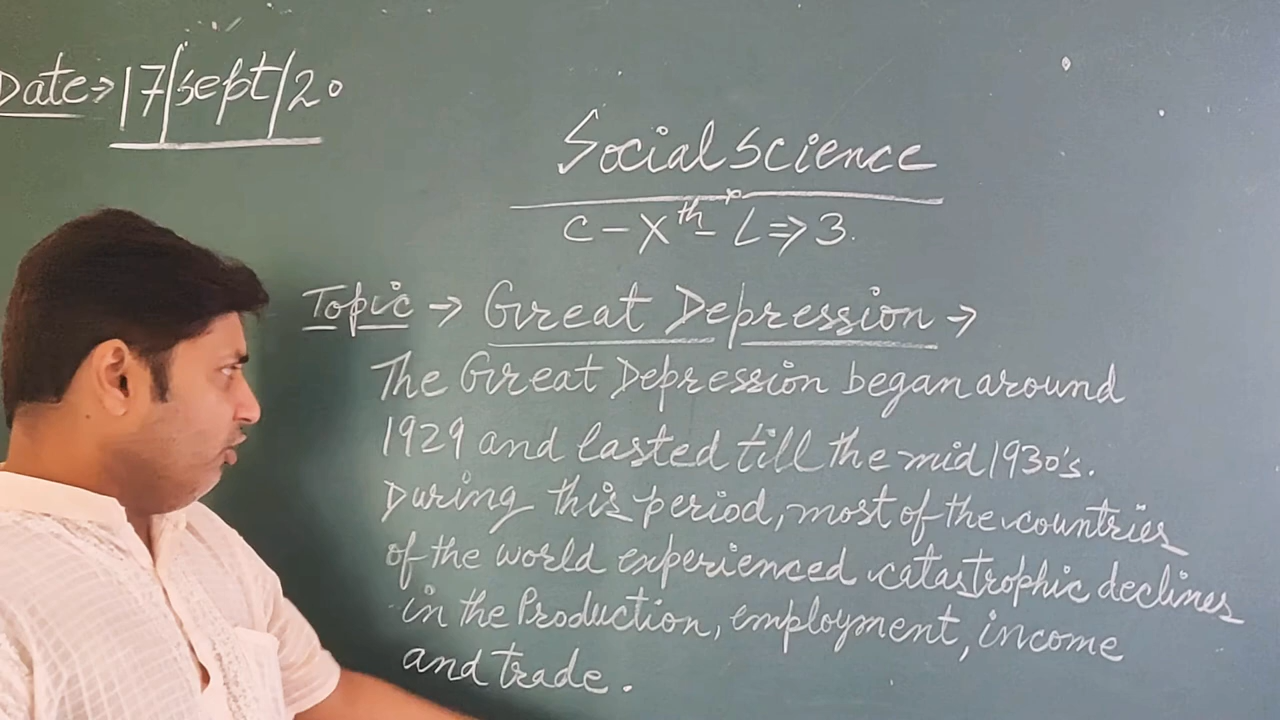 Date⇒17/sept/20
Social Science
C-Xth L⇒3.
Topic → Great Depression →
The Great Depression began around
1929 and lasted till the mid 1930's.
During this period, most of the countries
of the world experienced catastrophic declines
in the Production, employment, income
and trade.